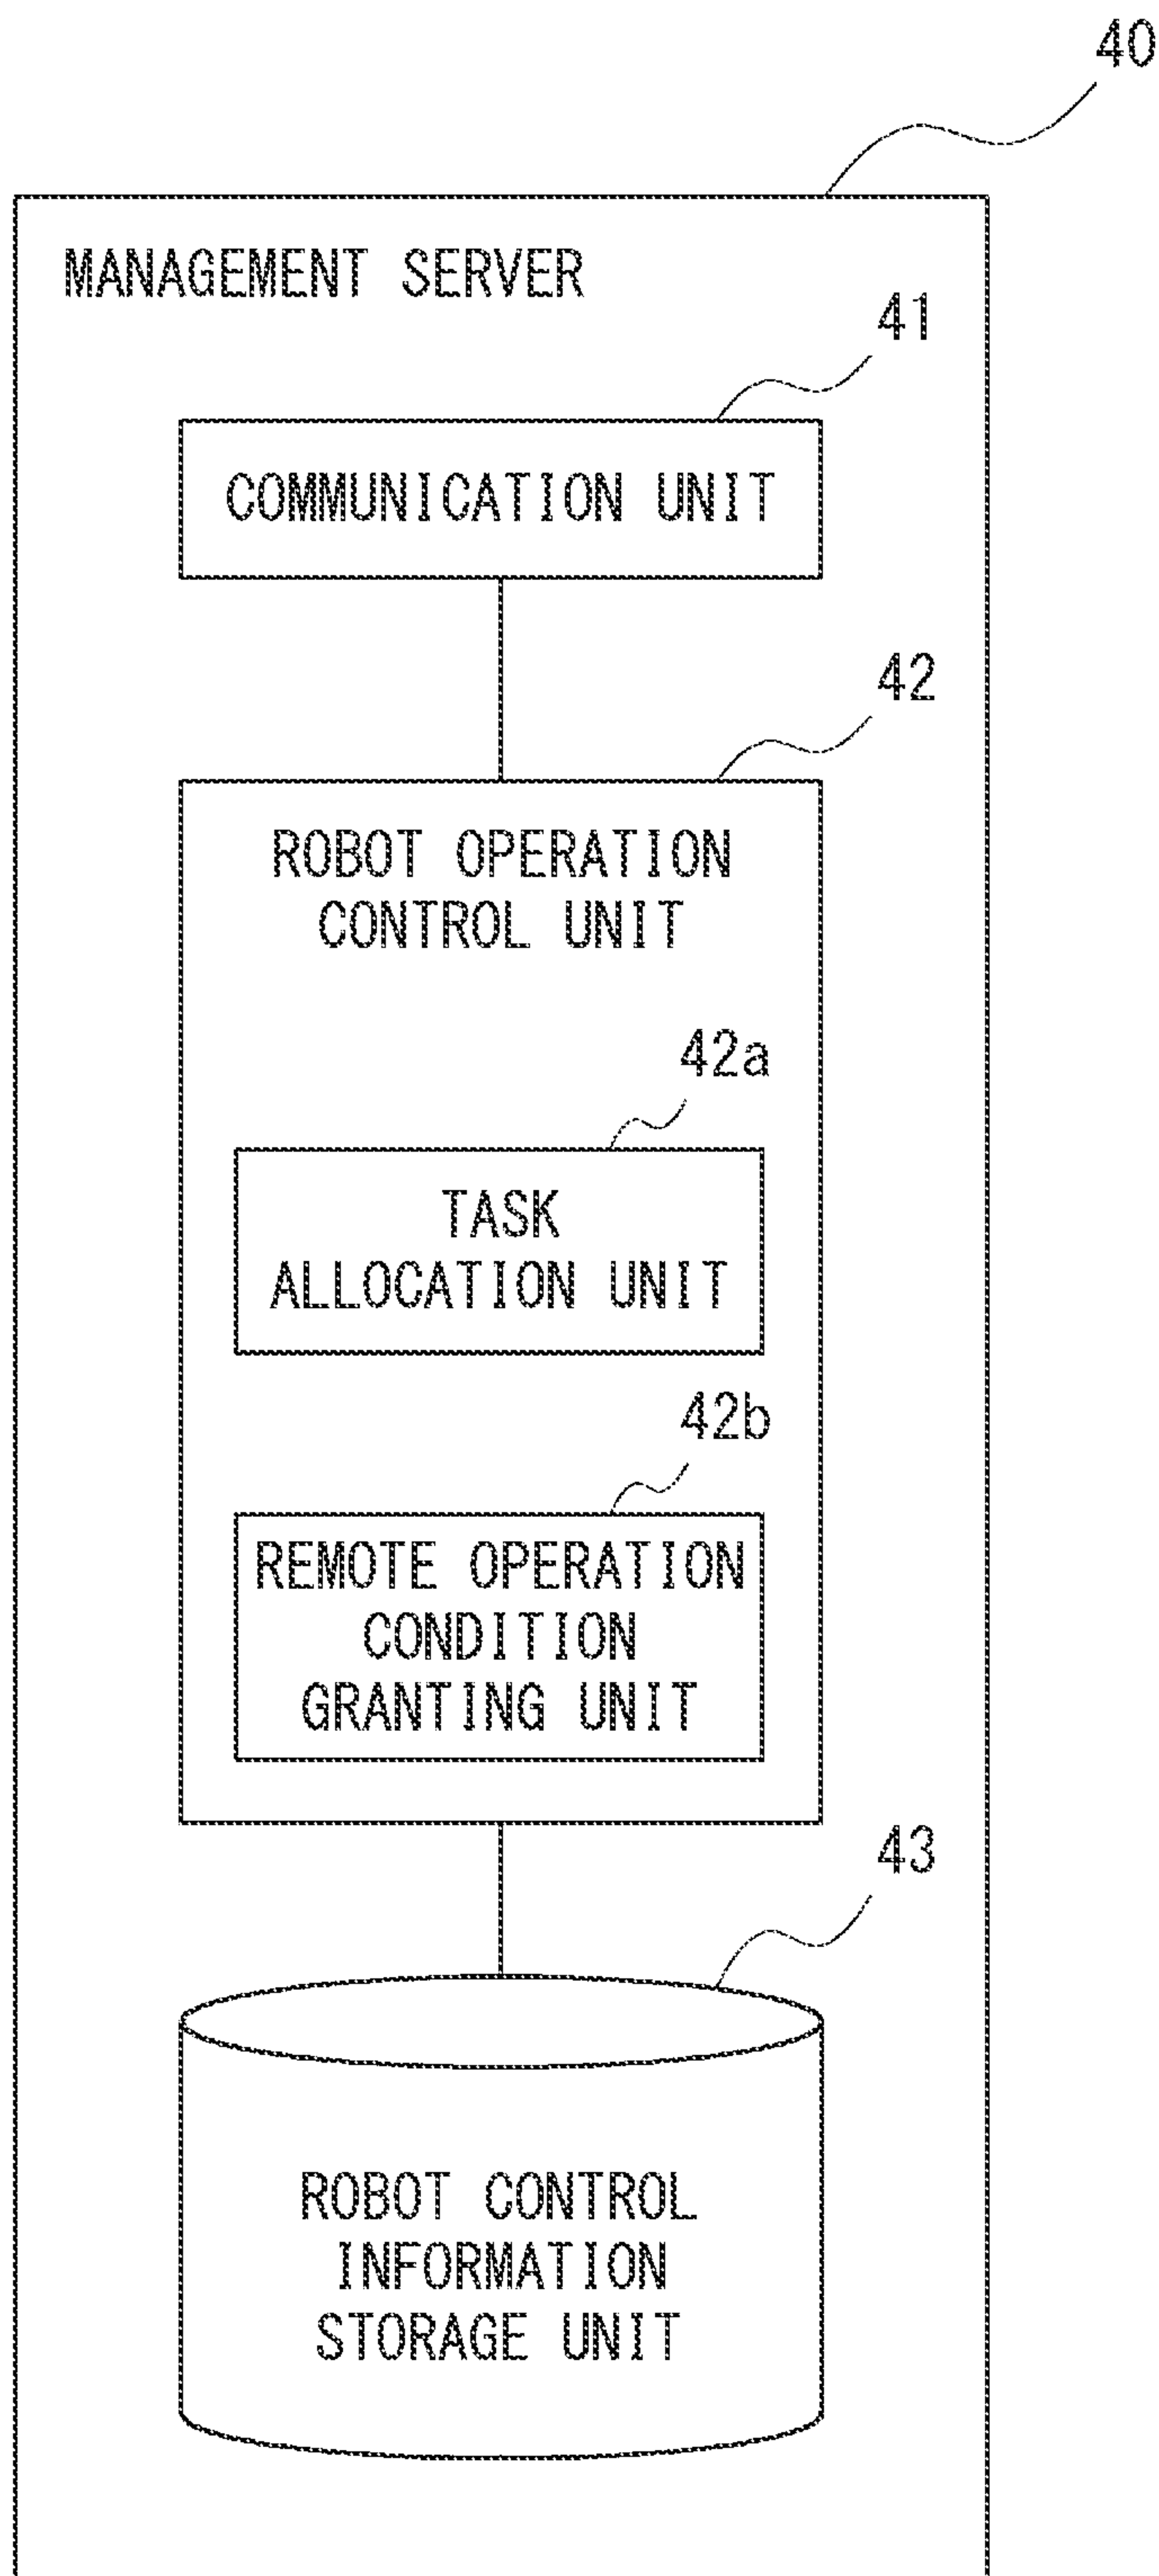 40
MANAGEMENT SERVER
41
COMMUNICATION UNIT
42
ROBOT OPERATION
CONTROL UNIT
42a
TASK
ALLOCATION UNIT
42b
REMOTE OPERATION
CONDITION
GRANTING UNIT
43
ROBOT CONTROL
INFORMATION
STORAGE UNIT